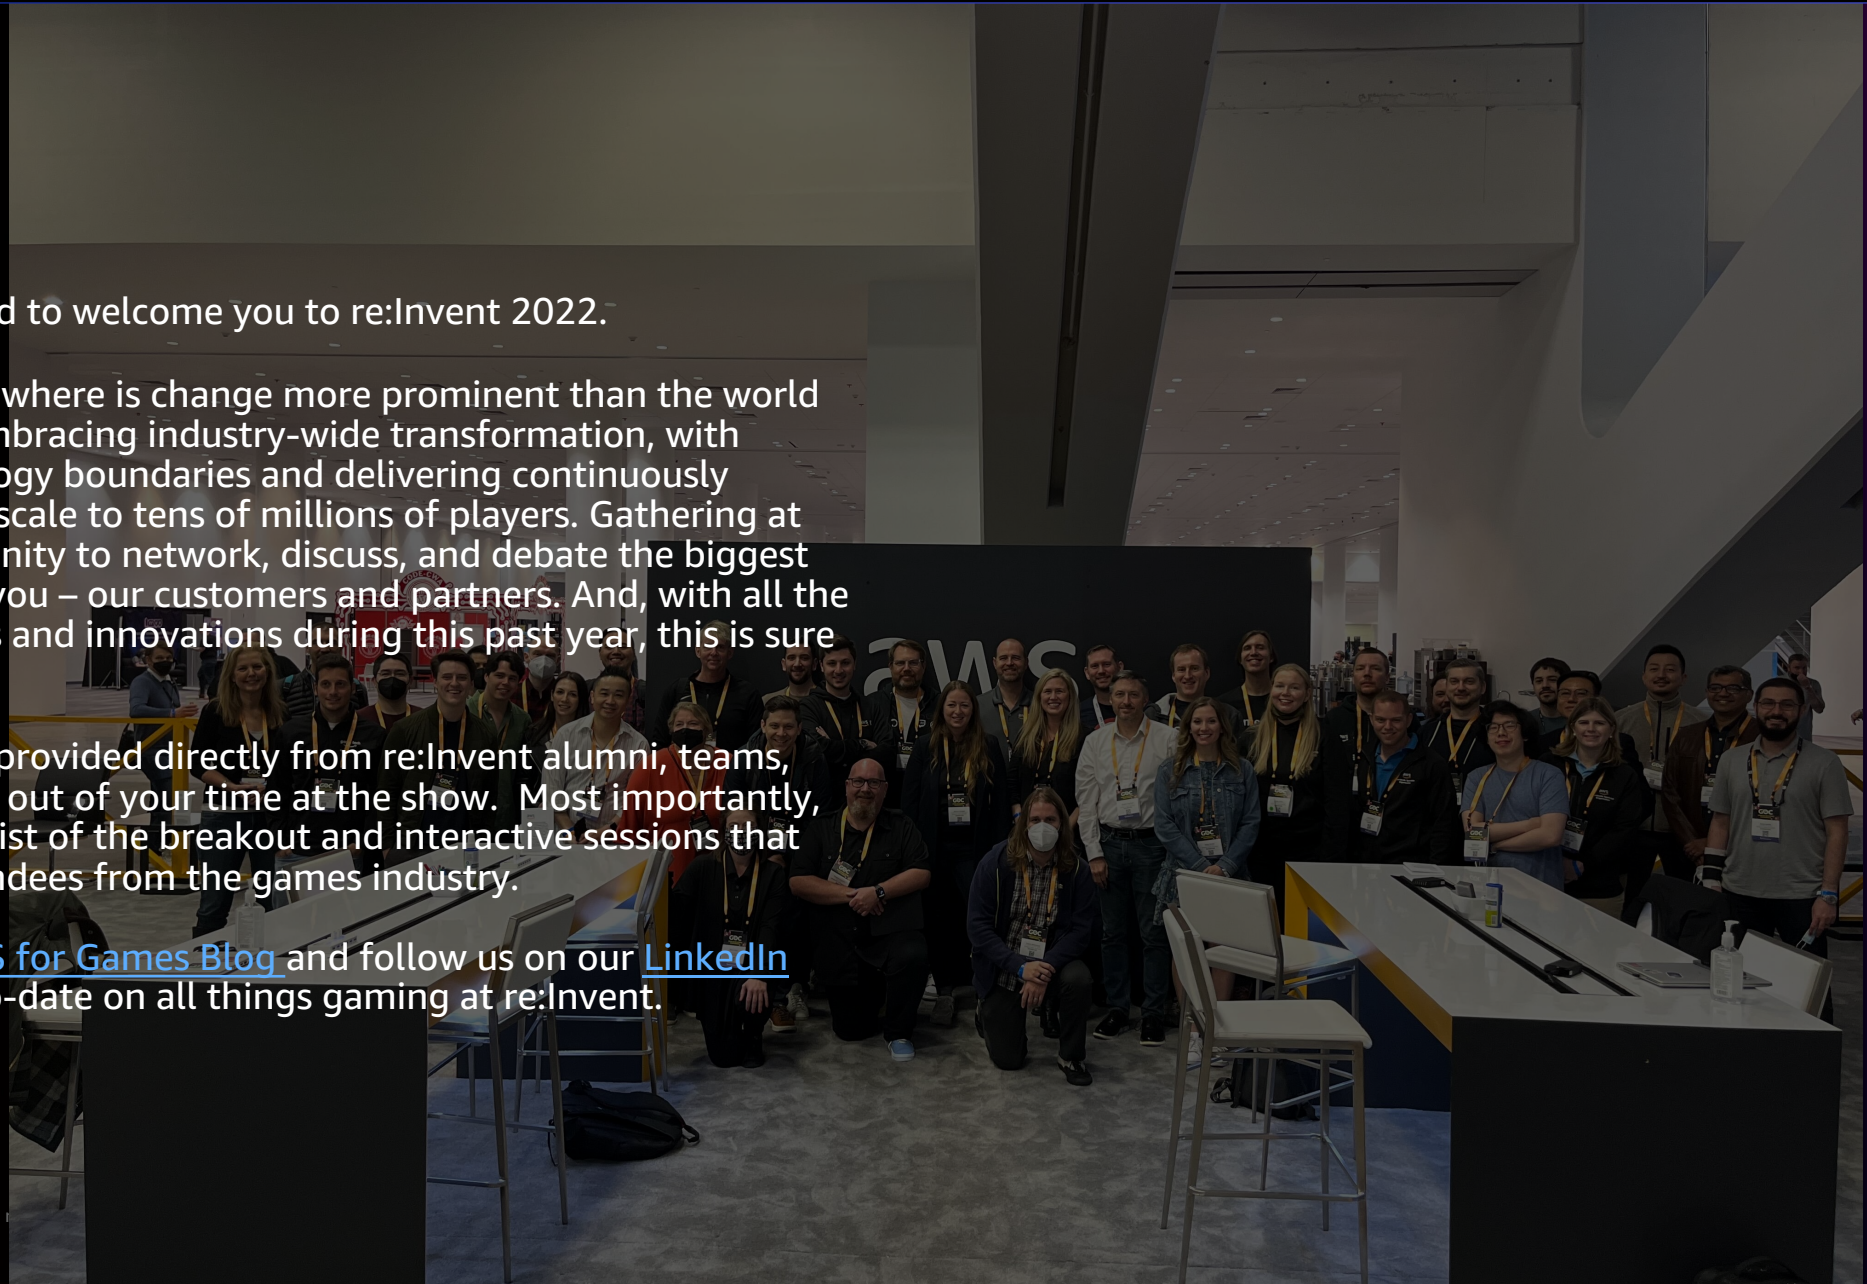 d to welcome you to re:Invent 2022.
where is change more prominent than the world
mbracing industry-wide transformation, with
ogy boundaries and delivering continuously
scale to tens of millions of players. Gathering at
nity to network, discuss, and debate the biggest
you – our customers and partners. And, with all the
s and innovations during this past year, this is sure
aws
provided directly from re:Invent alumni, teams,
out of your time at the show.  Most importantly,
ist of the breakout and interactive sessions that
ndees from the games industry.
S for Games Blog and follow us on our LinkedIn
-date on all things gaming at re:Invent.